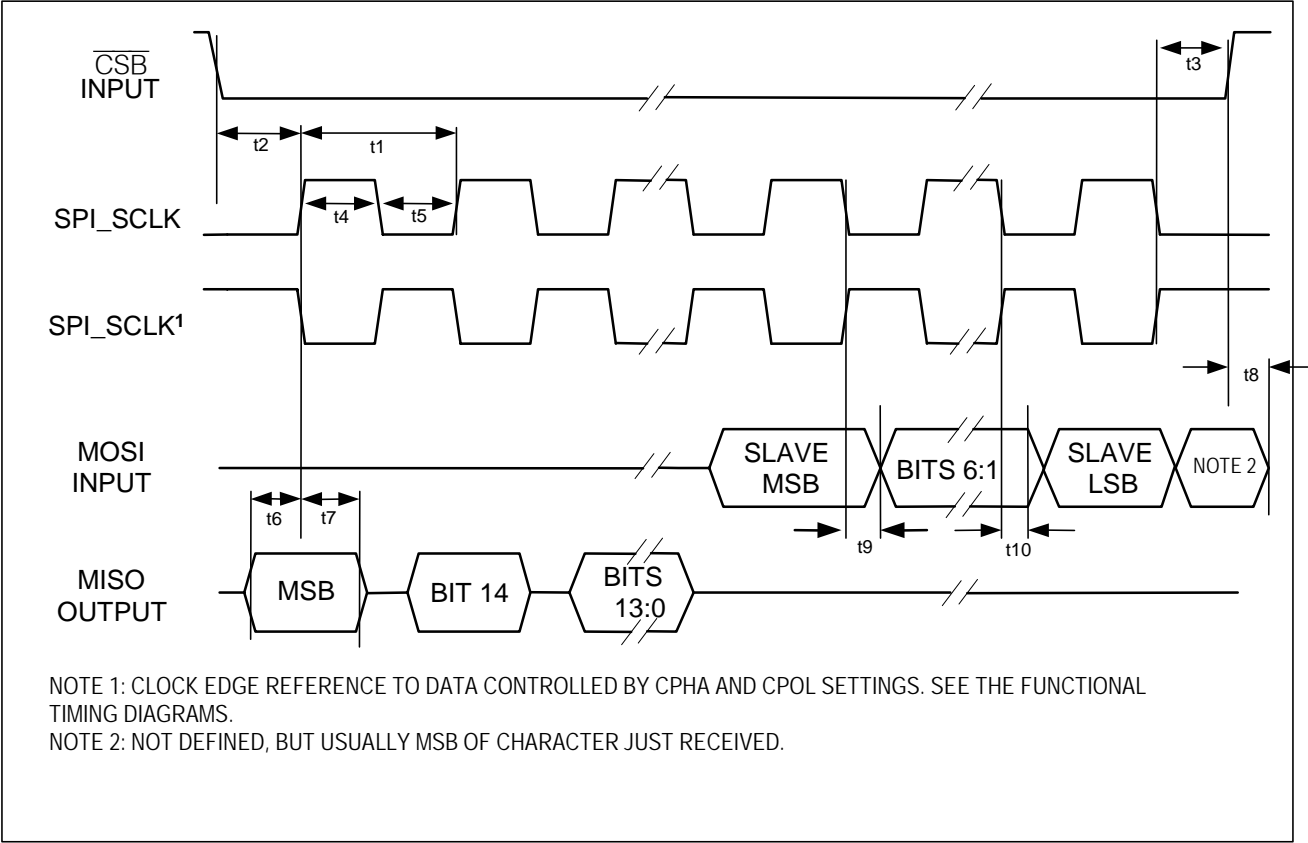 CSB
INPUT
t3
t2
t1
SPI_SCLK
t4
t5
SPI_SCLK¹
t8
MOSI
INPUT
SLAVE
MSB
BITS 6:1
SLAVE
LSB
NOTE 2
t6
t7
t9
t10
MISO
OUTPUT
MSB
BIT 14
BITS
13:0
NOTE 1: CLOCK EDGE REFERENCE TO DATA CONTROLLED BY CPHA AND CPOL SETTINGS. SEE THE FUNCTIONAL
TIMING DIAGRAMS.
NOTE 2: NOT DEFINED, BUT USUALLY MSB OF CHARACTER JUST RECEIVED.